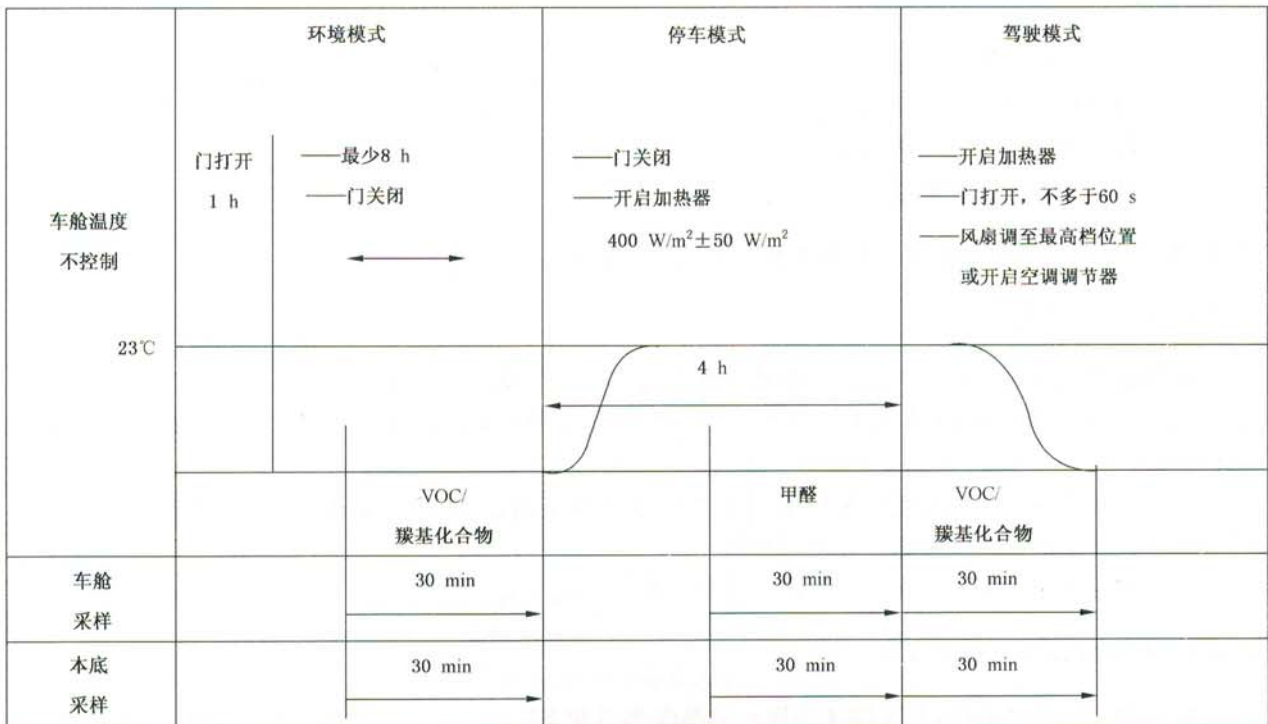 环境模式
停车模式
驾驶模式
门打开
1 h
——最少8 h
——门关闭
——门关闭
——开启加热器
400 W/m²±50 W/m²
——开启加热器
——门打开，不多于60 s
——风扇调至最高档位置
或开启空调调节器
车舱温度
不控制
23℃
4 h
VOC/
羰基化合物
甲醛
VOC/
羰基化合物
车舱
采样
30 min
30 min
30 min
本底
采样
30 min
30 min
30 min